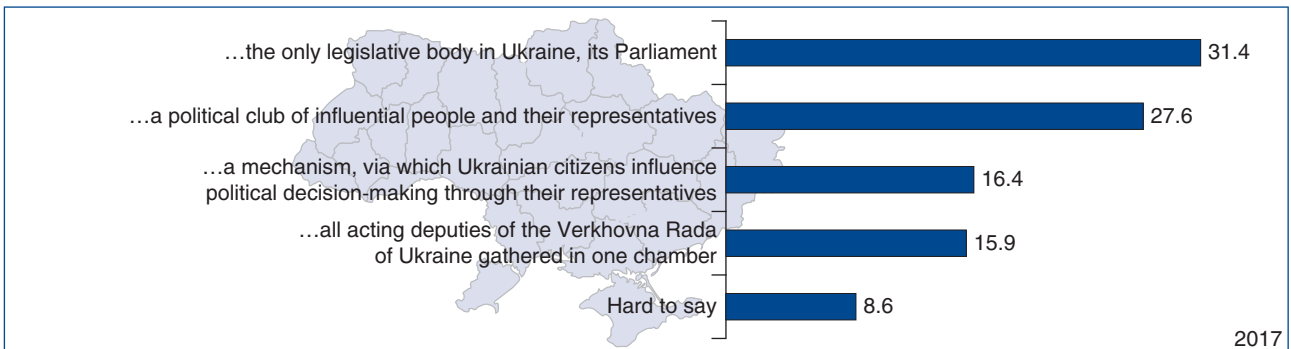 …the only legislative body in Ukraine, its Parliament
31.4
…a political club of influential people and their representatives
27.6
…a mechanism, via which Ukrainian citizens influence
political decision-making through their representatives
16.4
…all acting deputies of the Verkhovna Rada
of Ukraine gathered in one chamber
15.9
Hard to say
8.6
2017